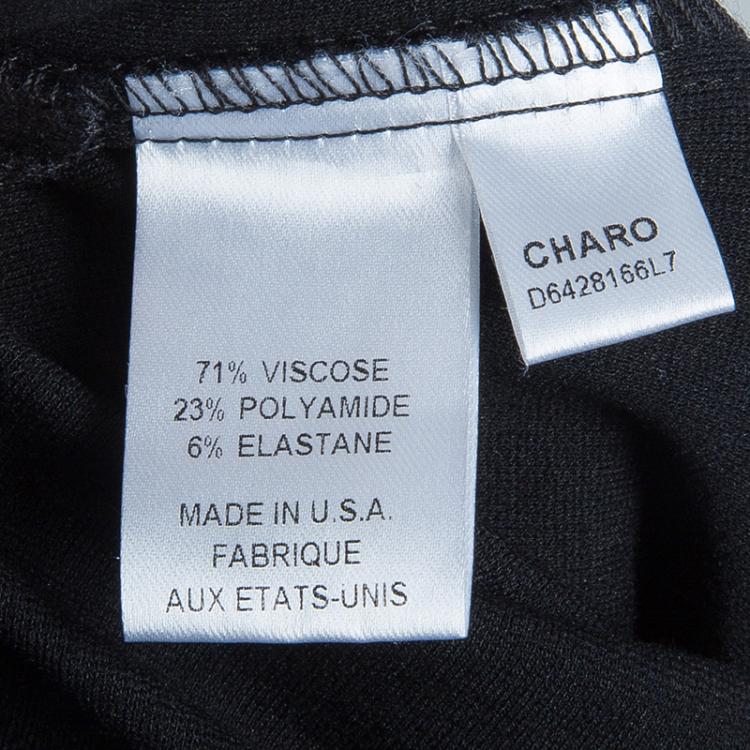 71% VISCOSE
23% POLYAMIDE
6% ELASTANE
MADE IN U.S.A.
FABRIQUE
AUX ETATS-UNIS
CHARO
D6428166L7